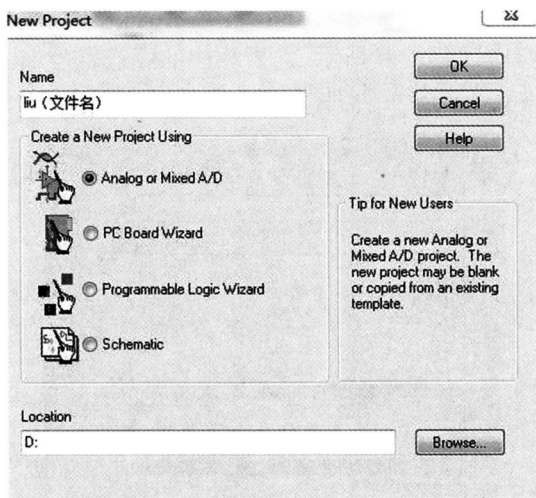 New Project
Name
liu (文件名)
OK
Cancel
Help
Create a New Project Using
Analog or Mixed A/D
PC Board Wizard
Programmable Logic Wizard
Schematic
Tip for New Users
Create a new Analog or
Mixed A/D project. The
new project may be blank
or copied from an existing
template.
Location
D:
Browse...